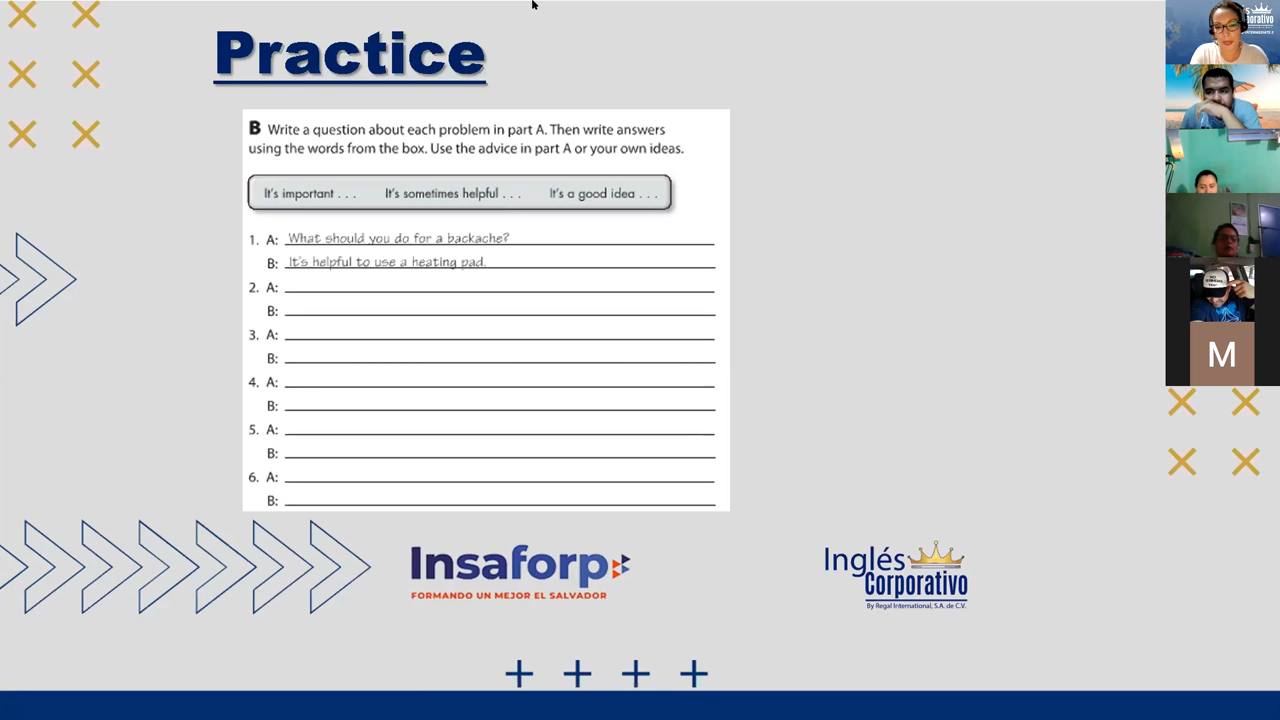 Practice
B Write a question about each problem in part A. Then write answers
using the words from the box. Use the advice in part A or your own ideas.
It's important . . . It's sometimes helpful . . . It's a good idea . . .
1. A: What should you do for a backache?
B: It's helpful to use a heating pad.
2. A:
B:
3. A:
B:
4. A:
B:
5. A:
B:
6. A:
B:
Insaforp
FORMANDO UN MEJOR EL SALVADOR
Inglés
Corporativo
By Regal International, S.A. de C.V.
M